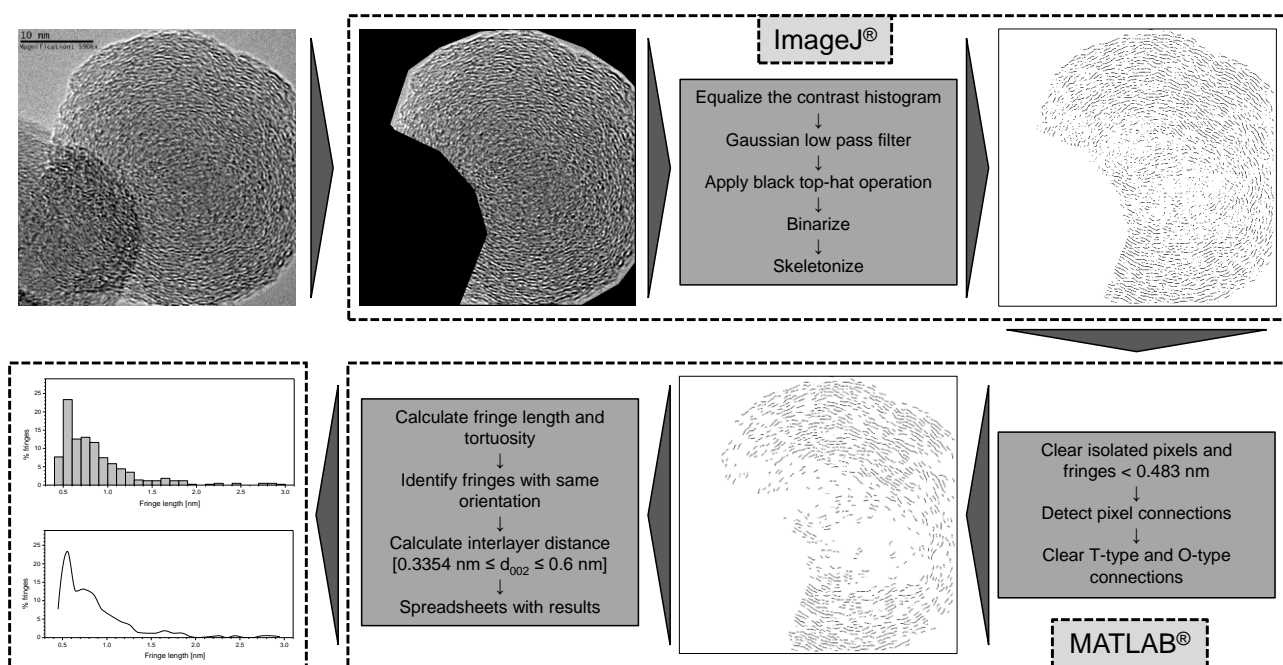 10 nm
Magnification: 590kx
ImageJ®
Equalize the contrast histogram
↓
Gaussian low pass filter
↓
Apply black top-hat operation
↓
Binarize
↓
Skeletonize
25
20
15
10
5
0
% fringes
0.5 1.0 1.5 2.0 2.5 3.0
Fringe length [nm]
25
20
15
10
5
0
% fringes
0.5 1.0 1.5 2.0 2.5 3.0
Fringe length [nm]
Calculate fringe length and
tortuosity
↓
Identify fringes with same
orientation
↓
Calculate interlayer distance
[0.3354 nm ≤ d₀₀₂ ≤ 0.6 nm]
↓
Spreadsheets with results
Clear isolated pixels and
fringes < 0.483 nm
↓
Detect pixel connections
↓
Clear T-type and O-type
connections
MATLAB®